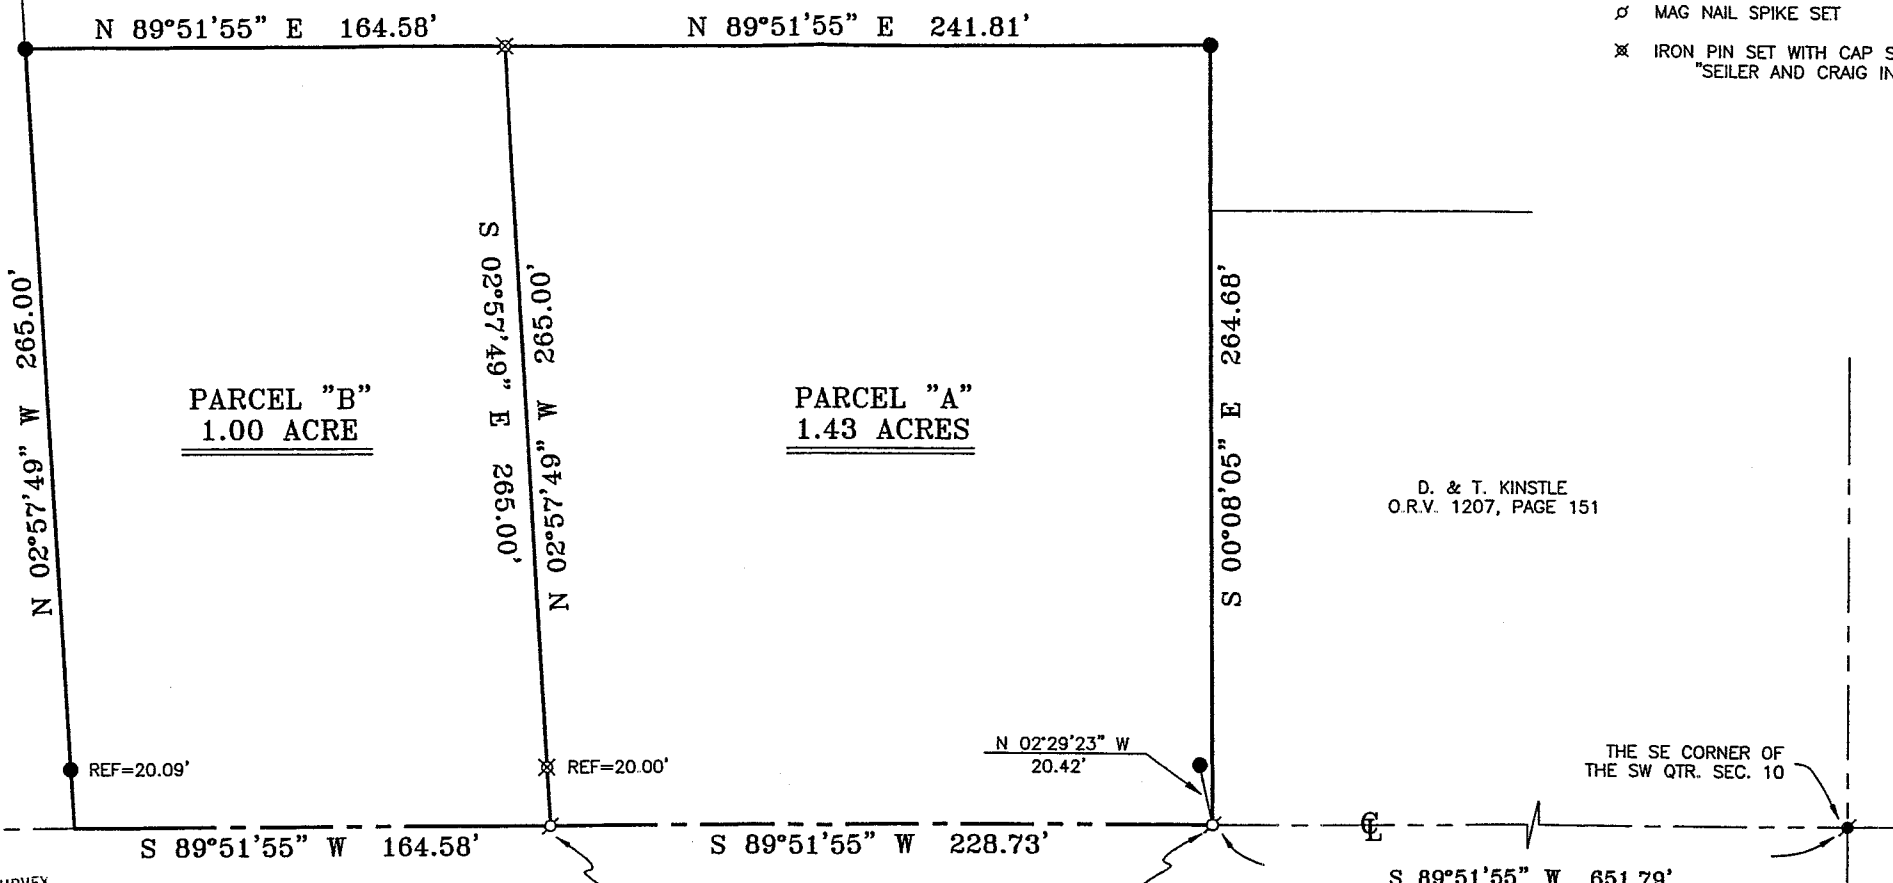 N 89°51'55" E 164.58'
N 89°51'55" E 241.81'
MAG NAIL SPIKE SET
IRON PIN SET WITH CAP
"SEILER AND CRAIG
N 02°57'49" W 265.00'
S 02°57'49" E 265.00'
N 02°57'49" W 265.00'
S 00°08'05" E 264.68'
PARCEL "B"
1.00 ACRE
PARCEL "A"
1.43 ACRES
D. & T. KINSTLE
O.R.V. 1207, PAGE 151
N 02°29'23" W
20.42'
THE SE CORNER OF
THE SW QTR. SEC. 10
REF=20.09'
REF=20.00'
S 89°51'55" W 164.58'
S 89°51'55" W 228.73'
S 89°51'55" W 651.79'